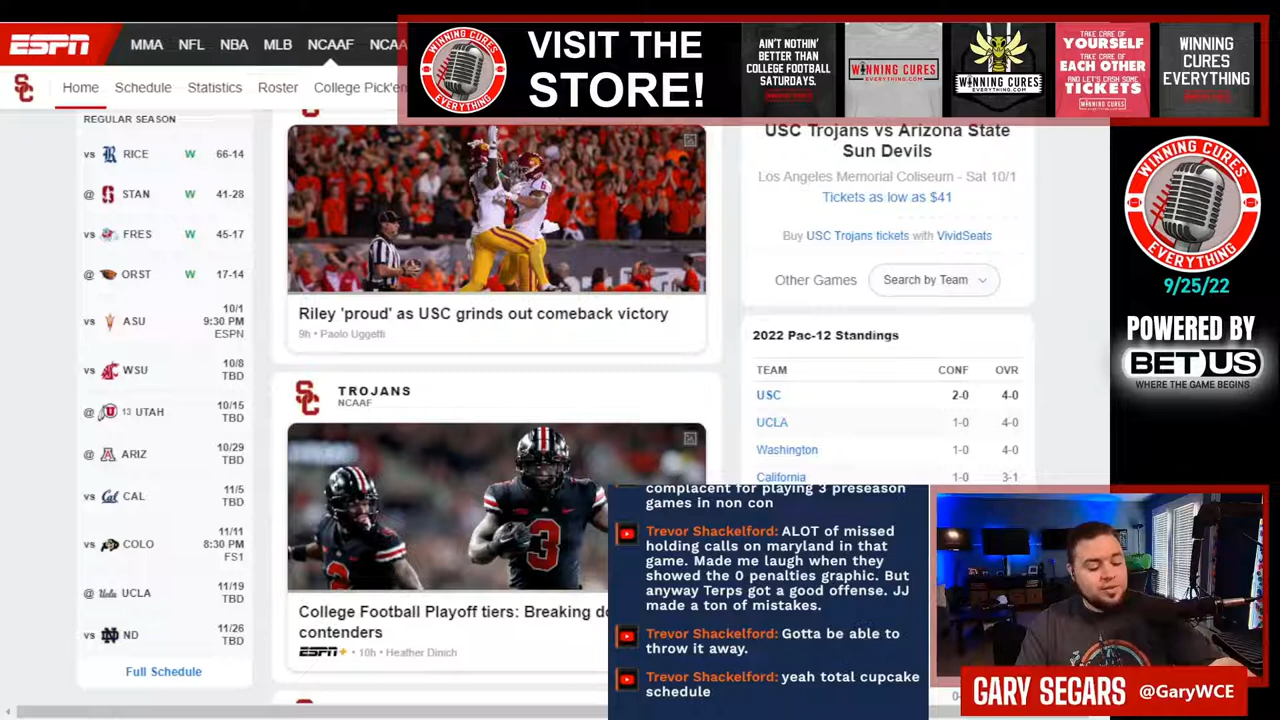 ESPN MMA NFL NBA MLB NCAAF NCAA
VISIT THE
STORE!
WINNING CURES
EVERYTHING
AIN'T NOTHIN'
BETTER THAN
COLLEGE FOOTBALL
SATURDAYS.
WINNING CURES
WINNING CURES
EVERYTHING.COM
TAKE CARE OF
YOURSELF
TAKE CARE OF
EACH OTHER
AND LET'S CASH SOME
TICKETS
WINNING CURES
WINNING
CURES
EVERYTHING
SC Home Schedule Statistics Roster College Pick'en
REGULAR SEASON
vs RICE W 66-14
@ STAN W 41-28
vs FRES W 45-17
@ ORST W 17-14
vs ASU 10/1
9:30 PM
ESPN
vs WSU 10/8
TBD
@ 13 UTAH 10/15
TBD
@ ARIZ 10/29
TBD
vs CAL 11/5
TBD
vs COLO 11/11
8:30 PM
FS1
@ UCLA 11/19
TBD
vs ND 11/26
TBD
Full Schedule
Riley 'proud' as USC grinds out comeback victory
9h • Paolo Uggetti
SC TROJANS
NCAAF
3
College Football Playoff tiers: Breaking do
contenders
ESPN+ • 10h • Heather Dinich
USC Trojans vs Arizona State
Sun Devils
Los Angeles Memorial Coliseum - Sat 10/1
Tickets as low as $41
Buy USC Trojans tickets with VividSeats
Other Games Search by Team
2022 Pac-12 Standings
TEAM CONF OVR
USC 2-0 4-0
UCLA 1-0 4-0
Washington 1-0 4-0
California 1-0 3-1
complacent for playing 3 preseason
games in non con
Trevor Shackelford: ALOT of missed
holding calls on maryland in that
game. Made me laugh when they
showed the 0 penalties graphic. But
anyway Terps got a good offense. JJ
made a ton of mistakes.
Trevor Shackelford: Gotta be able to
throw it away.
Trevor Shackelford: yeah total cupcake
schedule
WINNING CURES
EVERYTHING
9/25/22
POWERED BY
BETUS
WHERE THE GAME BEGINS
GARY SEGARS @GaryWCE